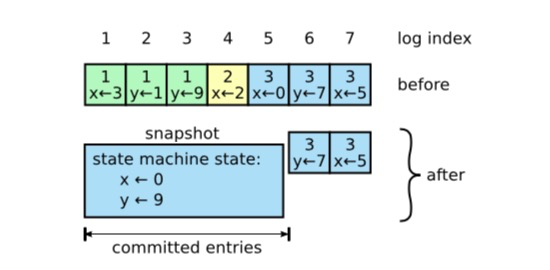 1 2 3 4 5 6 7 log index
1 1 1 2 3 3 3
x←3 y←1 y←9 x←2 x←0 y←7 x←5
before
snapshot
state machine state:
x ← 0
y ← 9
3 3
y←7 x←5
after
committed entries